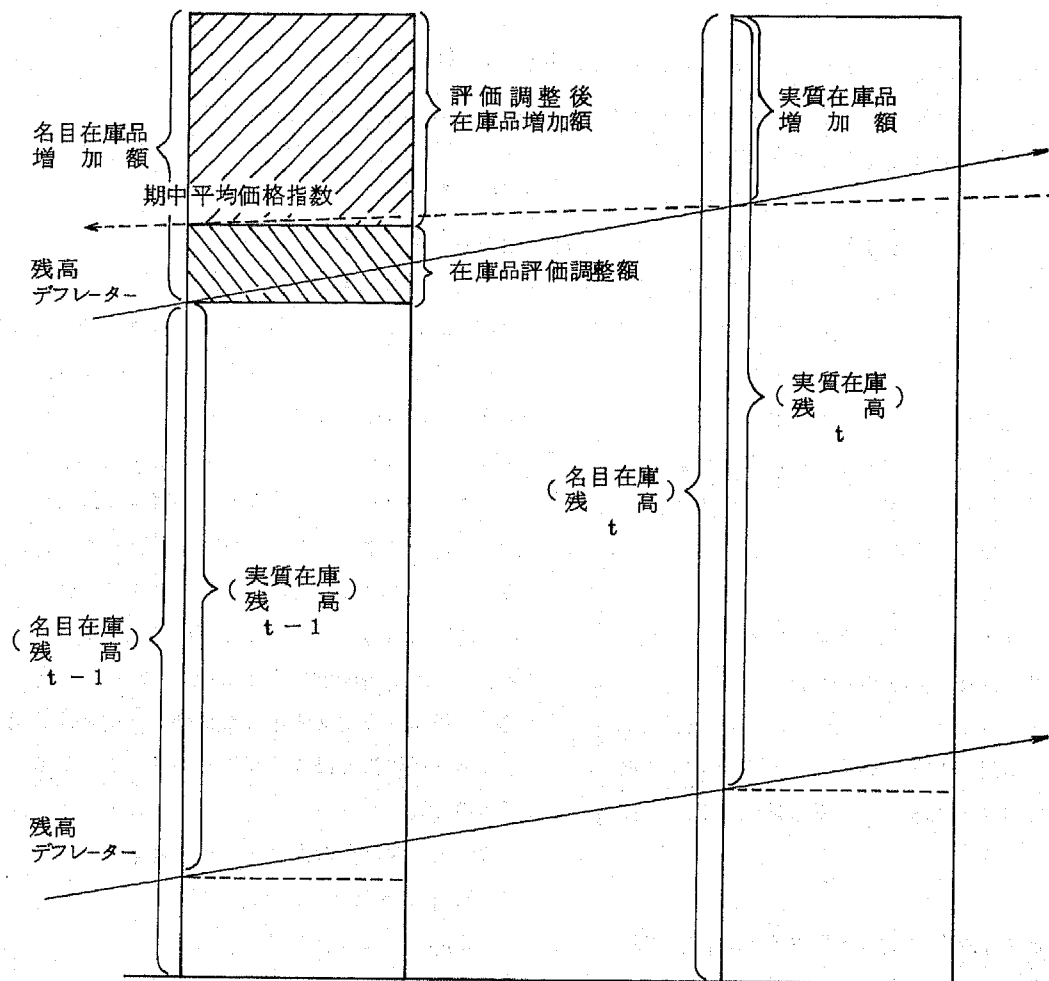 名目在庫品
増加額
評価調整後
在庫品増加額
実質在庫品
増加額
期中平均価格指数
残高
デフレーター
在庫品評価調整額
(実質在庫
残高)
t
(名目在庫
残高)
t
(実質在庫
残高)
t－1
(名目在庫
残高)
t－1
残高
デフレーター